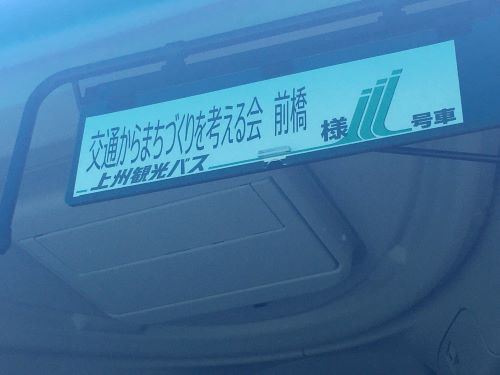 交通からまちづくりを考える会 前橋 様 号車
上州観光バス